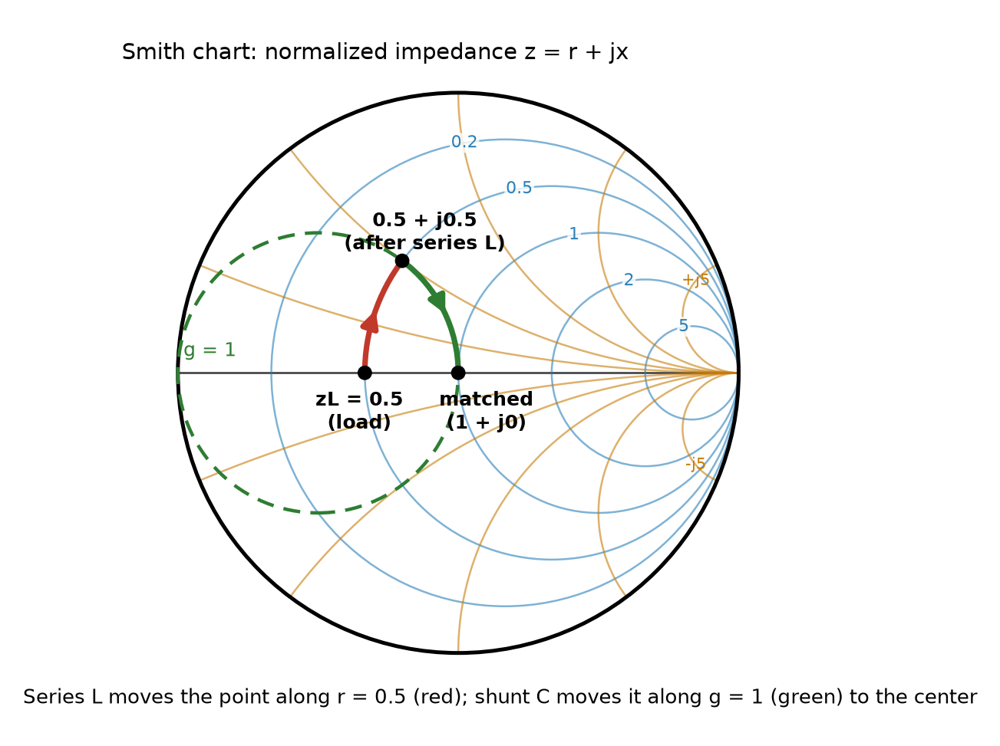 Smith chart: normalized impedance z = r + jx
0.2
0.5
0.5 + j0.5
(after series L)
1
2
+j5
5
g = 1
zL = 0.5
(load)
matched
(1 + j0)
-j5
Series L moves the point along r = 0.5 (red); shunt C moves it along g = 1 (green) to the center